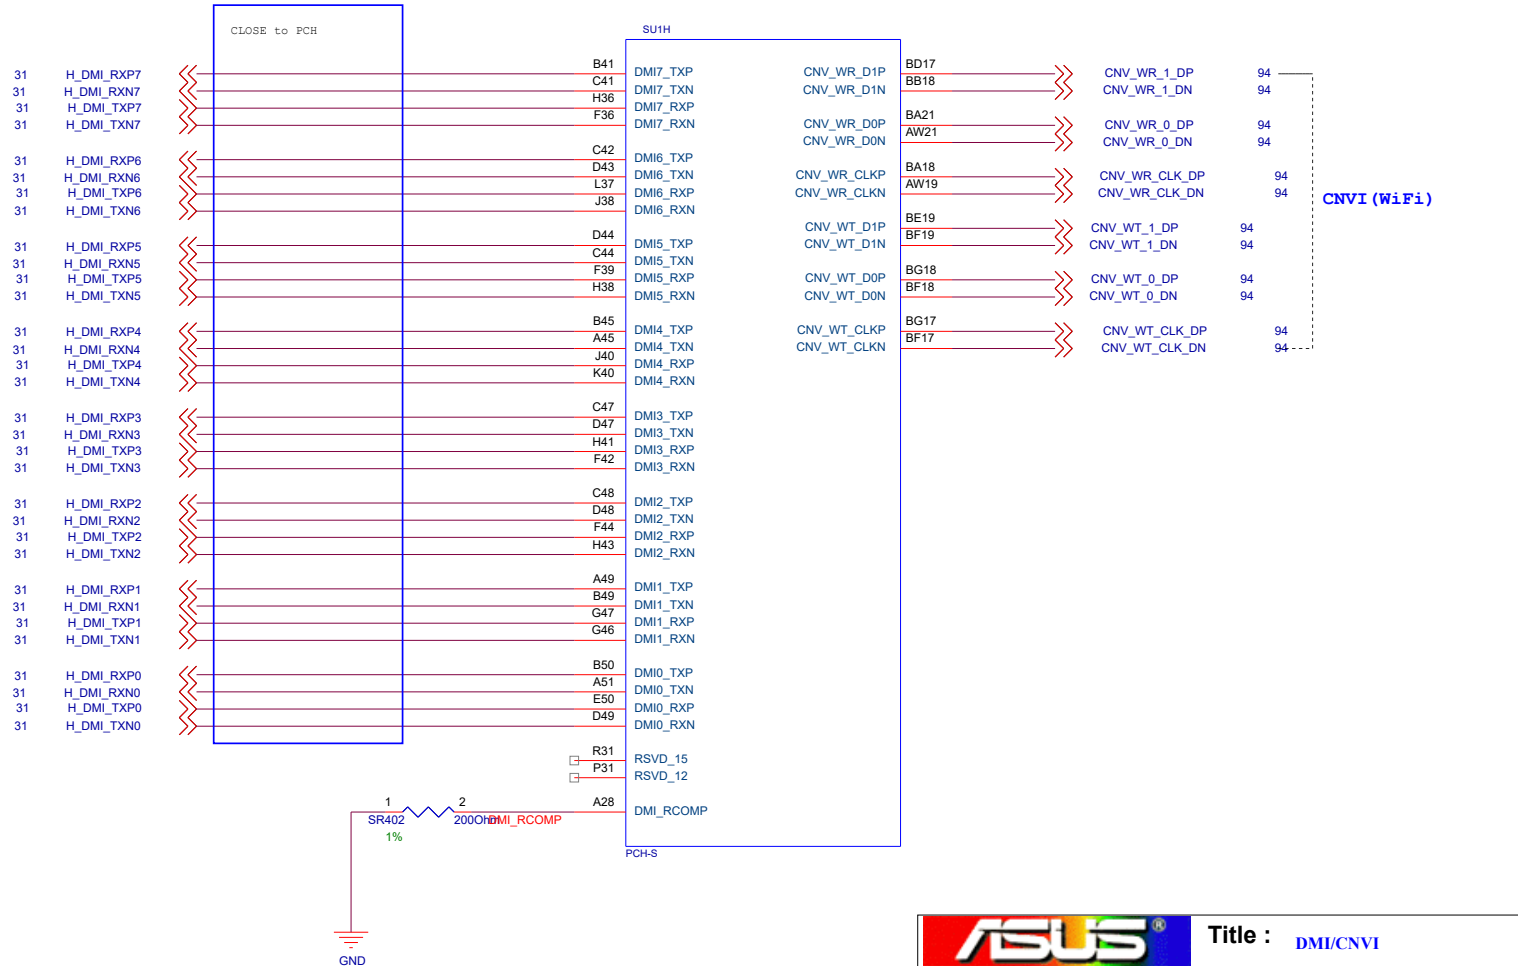 CLOSE to PCH
SU1H
31 H_DMI_RXP7 B41 DMI7_TXP CNV_WR_D1P BD17 CNV_WR_1_DP 94
31 H_DMI_RXN7 C41 DMI7_TXN CNV_WR_D1N BB18 CNV_WR_1_DN 94
31 H_DMI_TXP7 H36 DMI7_RXP
31 H_DMI_TXN7 F36 DMI7_RXN CNV_WR_D0P BA21 CNV_WR_0_DP 94
CNV_WR_D0N AW21 CNV_WR_0_DN 94
31 H_DMI_RXP6 C42 DMI6_TXP
31 H_DMI_RXN6 D43 DMI6_TXN CNV_WR_CLKP BA18 CNV_WR_CLK_DP 94
31 H_DMI_TXP6 L37 DMI6_RXP CNV_WR_CLKN AW19 CNV_WR_CLK_DN 94
CNVI(WiFi)
31 H_DMI_TXN6 J38 DMI6_RXN
CNV_WT_D1P BE19 CNV_WT_1_DP 94
31 H_DMI_RXP5 D44 DMI5_TXP CNV_WT_D1N BF19 CNV_WT_1_DN 94
31 H_DMI_RXN5 C44 DMI5_TXN
31 H_DMI_TXP5 F39 DMI5_RXP CNV_WT_D0P BG18 CNV_WT_0_DP 94
31 H_DMI_TXN5 H38 DMI5_RXN CNV_WT_D0N BF18 CNV_WT_0_DN 94
31 H_DMI_RXP4 B45 DMI4_TXP CNV_WT_CLKP BG17 CNV_WT_CLK_DP 94
31 H_DMI_RXN4 A45 DMI4_TXN CNV_WT_CLKN BF17 CNV_WT_CLK_DN 94
31 H_DMI_TXP4 J40 DMI4_RXP
31 H_DMI_TXN4 K40 DMI4_RXN
31 H_DMI_RXP3 C47 DMI3_TXP
31 H_DMI_RXN3 D47 DMI3_TXN
31 H_DMI_TXP3 H41 DMI3_RXP
31 H_DMI_TXN3 F42 DMI3_RXN
31 H_DMI_RXP2 C48 DMI2_TXP
31 H_DMI_RXN2 D48 DMI2_TXN
31 H_DMI_TXP2 F44 DMI2_RXP
31 H_DMI_TXN2 H43 DMI2_RXN
31 H_DMI_RXP1 A49 DMI1_TXP
31 H_DMI_RXN1 B49 DMI1_TXN
31 H_DMI_TXP1 G47 DMI1_RXP
31 H_DMI_TXN1 G46 DMI1_RXN
31 H_DMI_RXP0 B50 DMI0_TXP
31 H_DMI_RXN0 A51 DMI0_TXN
31 H_DMI_TXP0 E50 DMI0_RXP
31 H_DMI_TXN0 D49 DMI0_RXN
R31 RSVD_15
P31 RSVD_12
1 2 A28 DMI_RCOMP
SR402 200Ohm DMI_RCOMP
1%
PCH-S
GND
ASUS ® Title : DMI/CNVI